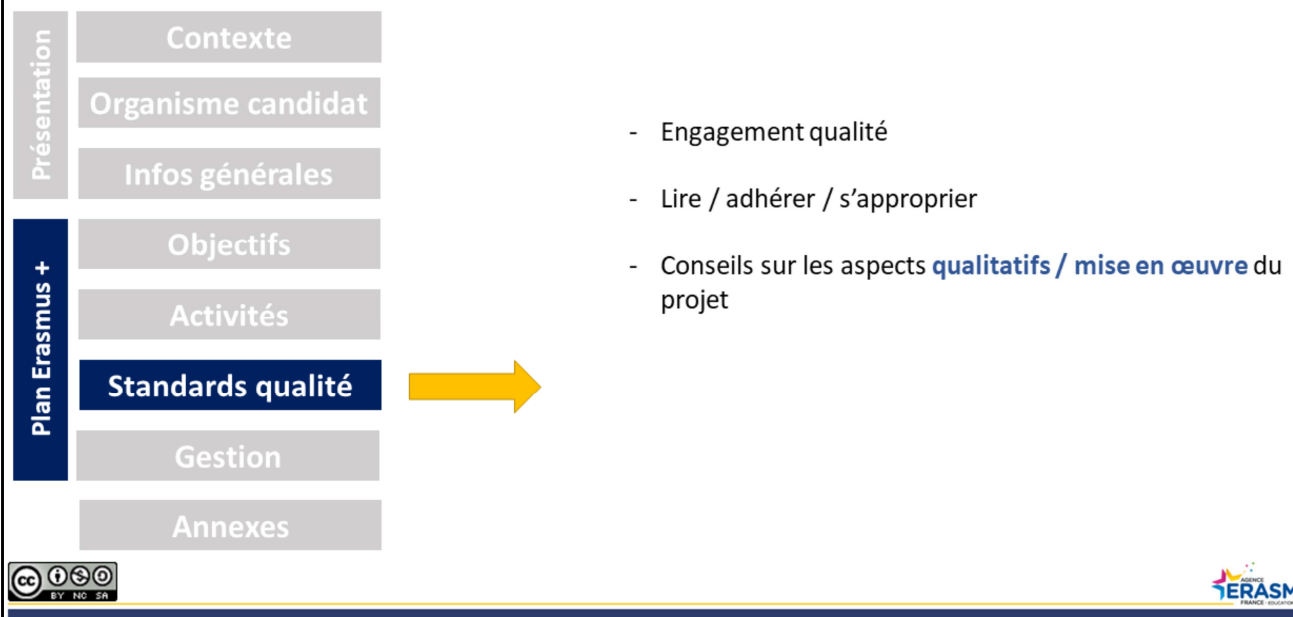 Présentation
Contexte
Organisme candidat
Infos générales
Plan Erasmus +
Objectifs
Activités
Standards qualité
Gestion
Annexes
- Engagement qualité
- Lire / adhérer / s’approprier
- Conseils sur les aspects qualitatifs / mise en œuvre du
projet
cc
BY NC SA
AGENCE
ERASM
FRANCE - EDUCATION